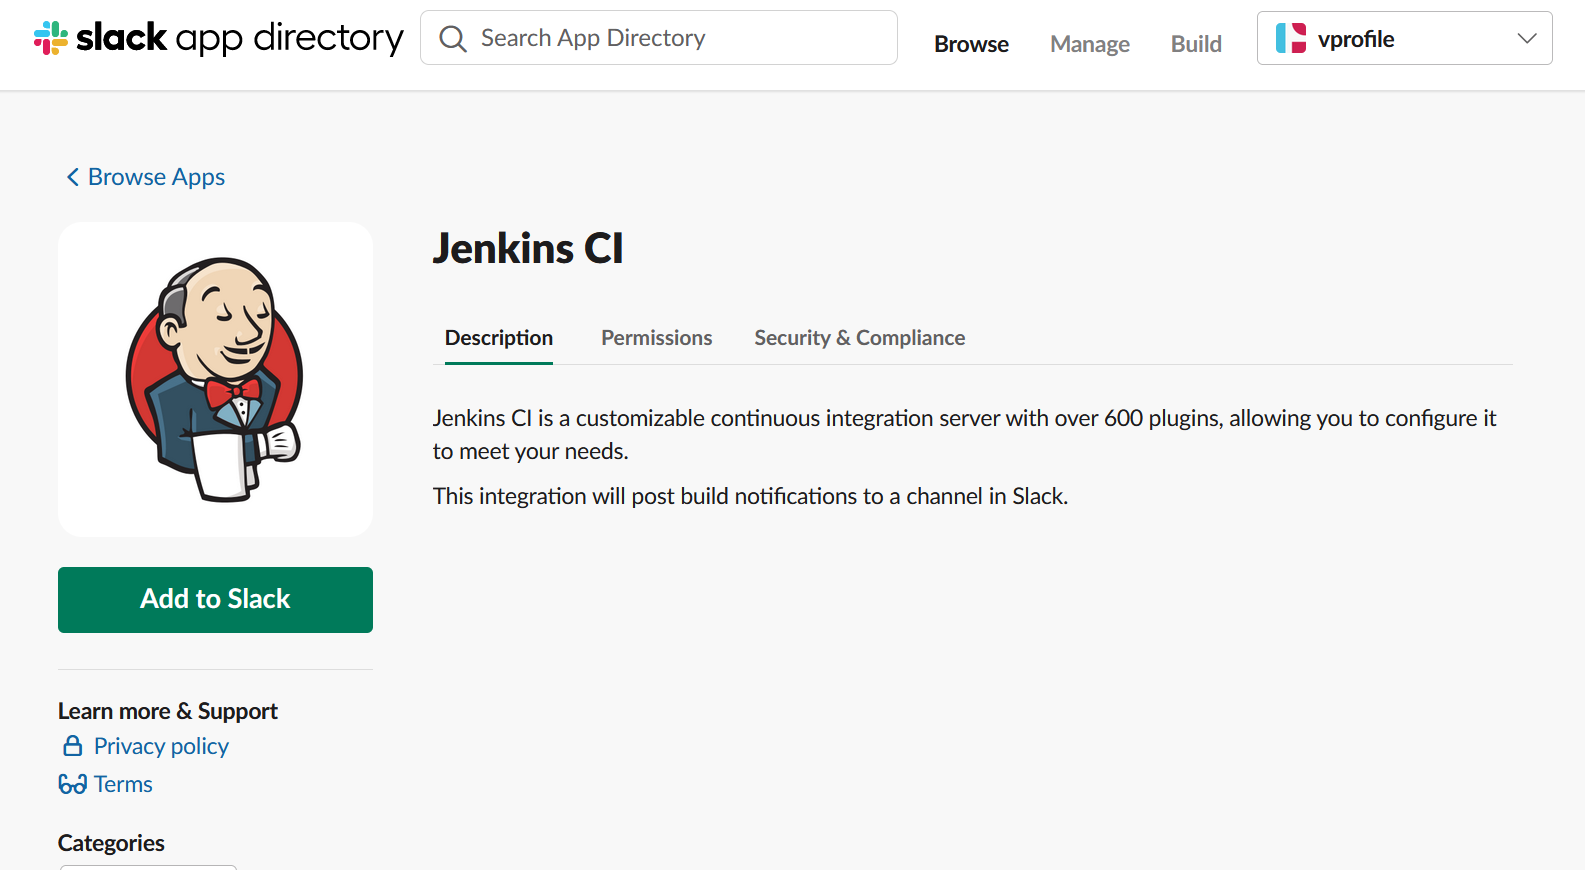 slack app directory
Search App Directory
Browse
Manage
Build
vprofile
Browse Apps
Jenkins CI
Description
Permissions
Security & Compliance
Jenkins CI is a customizable continuous integration server with over 600 plugins, allowing you to configure it
to meet your needs.
This integration will post build notifications to a channel in Slack.
Add to Slack
Learn more & Support
Privacy policy
Terms
Categories